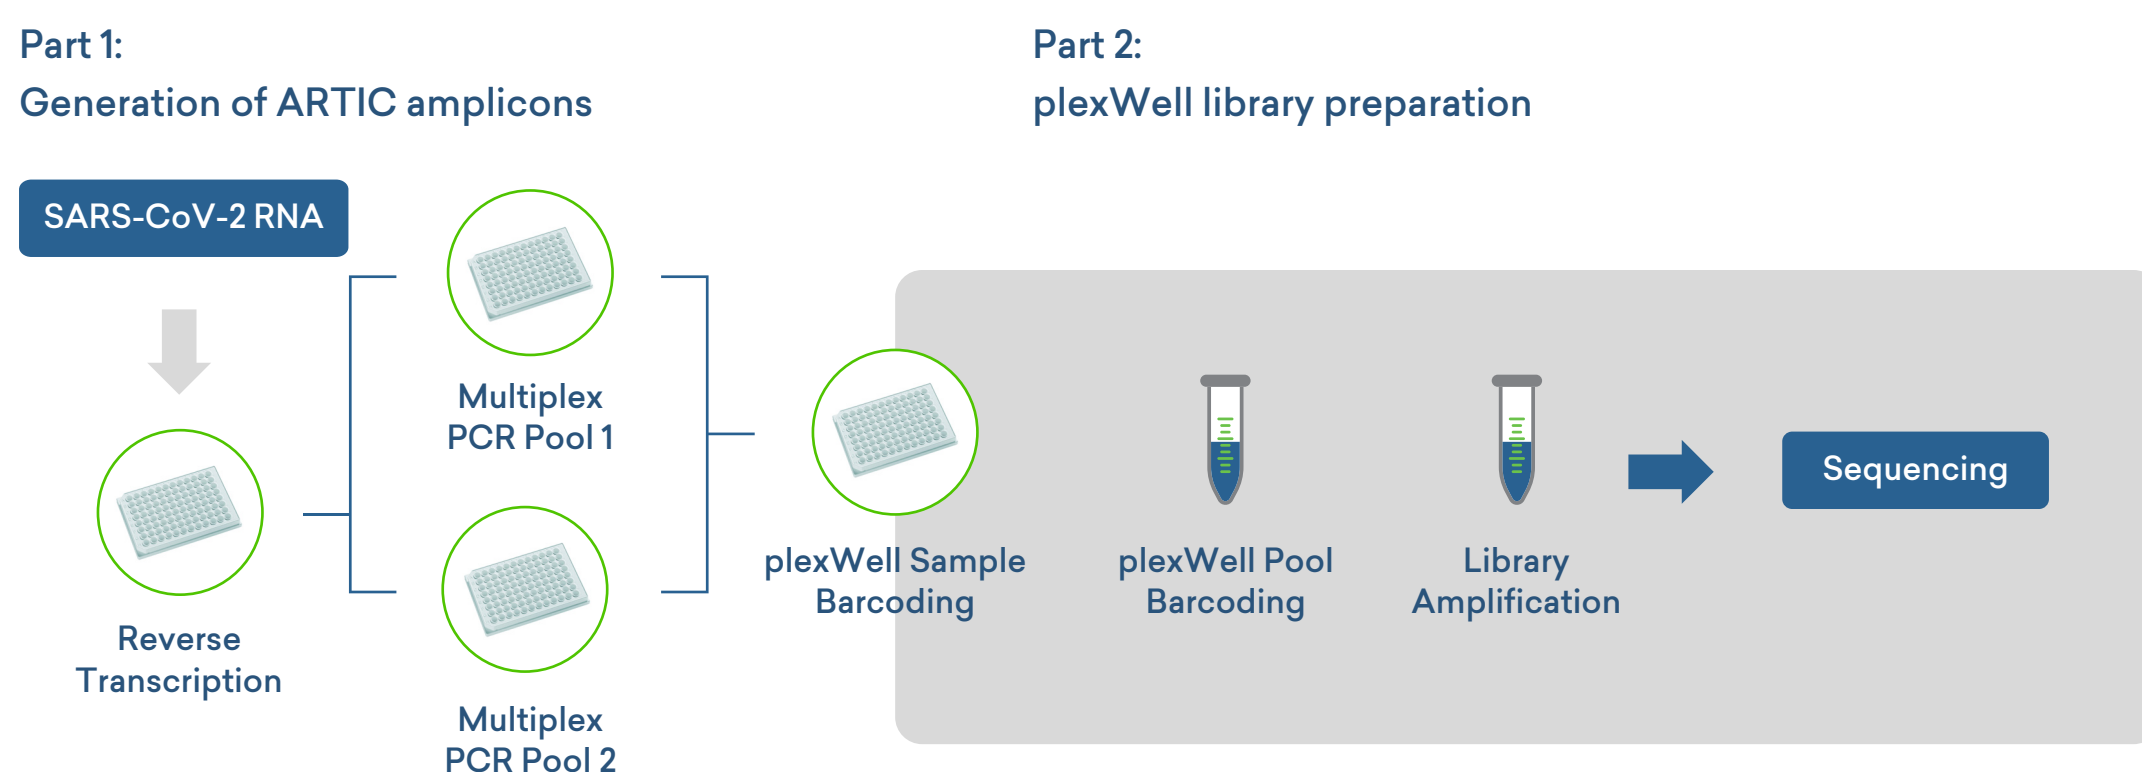 Part 1:
Generation of ARTIC amplicons
Part 2:
plexWell library preparation
SARS-CoV-2 RNA
Reverse
Transcription
Multiplex
PCR Pool 1
Multiplex
PCR Pool 2
plexWell Sample
Barcoding
plexWell Pool
Barcoding
Library
Amplification
Sequencing